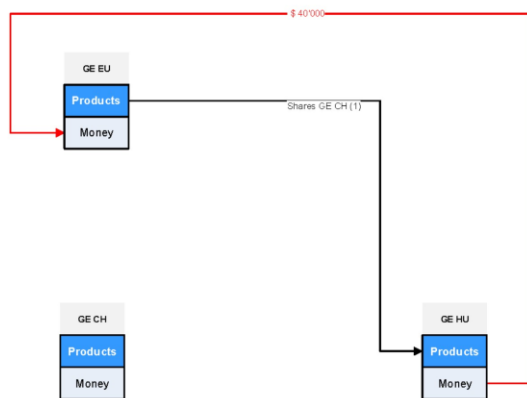 $ 40'000
GE EU
Products
Shares GE CH (1)
Money
GE CH
GE HU
Products
Products
Money
Money